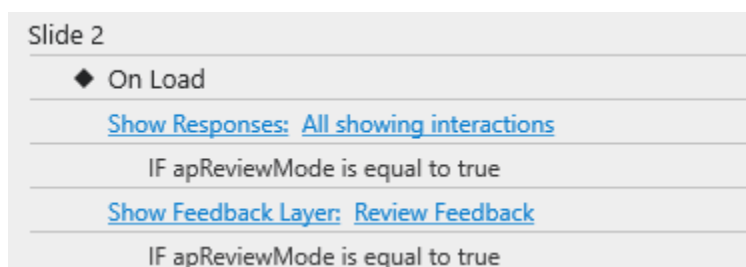 Slide 2
◆ On Load
Show Responses: All showing interactions
IF apReviewMode is equal to true
Show Feedback Layer: Review Feedback
IF apReviewMode is equal to true